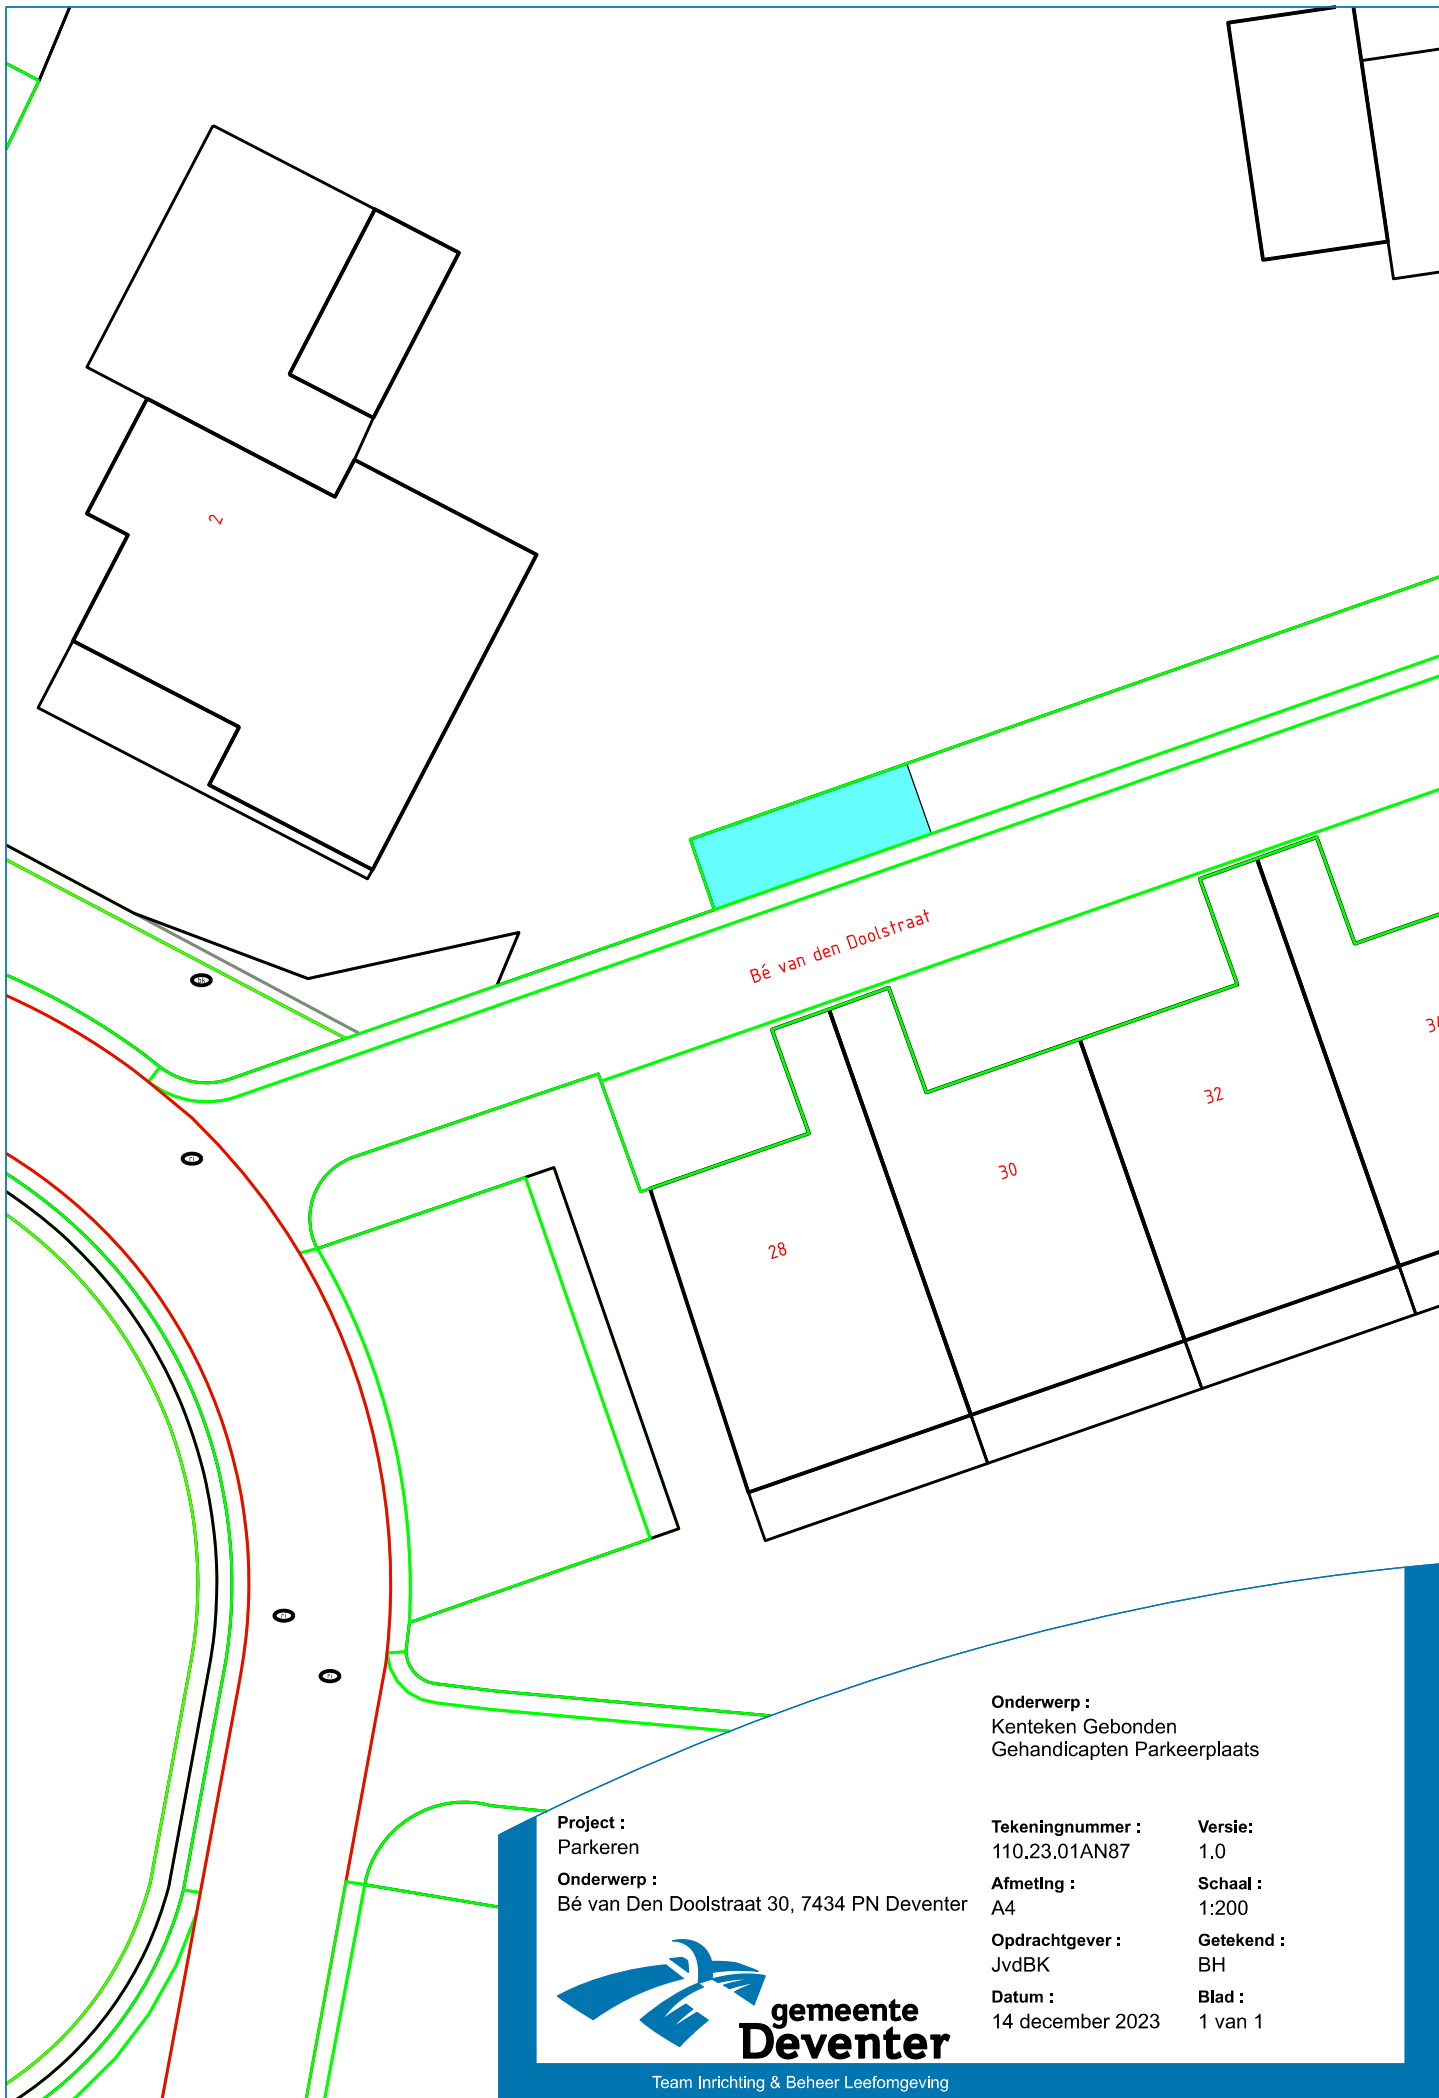 2
Bé van den Doolstraat
28
30
32
Onderwerp :
Kenteken Gebonden
Gehandicapten Parkeerplaats
Project :
Parkeren
Onderwerp :
Bé van Den Doolstraat 30, 7434 PN Deventer
Tekeningnummer :
110.23.01AN87
Versie:
1.0
Afmeting :
A4
Schaal :
1:200
Opdrachtgever :
JvdBK
Getekend :
BH
Datum :
14 december 2023
Blad :
1 van 1
gemeente
Deventer
Team Inrichting & Beheer Leefomgeving